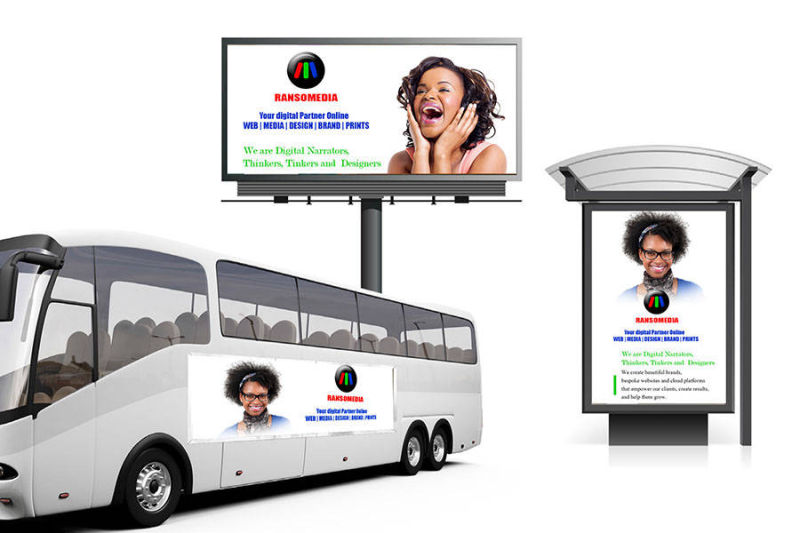 RANSOMEDIA
Your digital Partner Online
WEB | MEDIA | DESIGN | BRAND | PRINTS
We are Digital Narrators,
Thinkers, Tinkers and Designers
RANSOMEDIA
Your digital Partner Online
WEB | MEDIA | DESIGN | BRAND | PRINTS
We are Digital Narrators,
Thinkers, Tinkers and Designers
We create beautiful brands,
bespoke websites and cloud platforms
that empower our clients, create results,
and help them grow.
RANSOMEDIA
Your digital Partner Online
WEB | MEDIA | DESIGN | BRAND | PRINTS